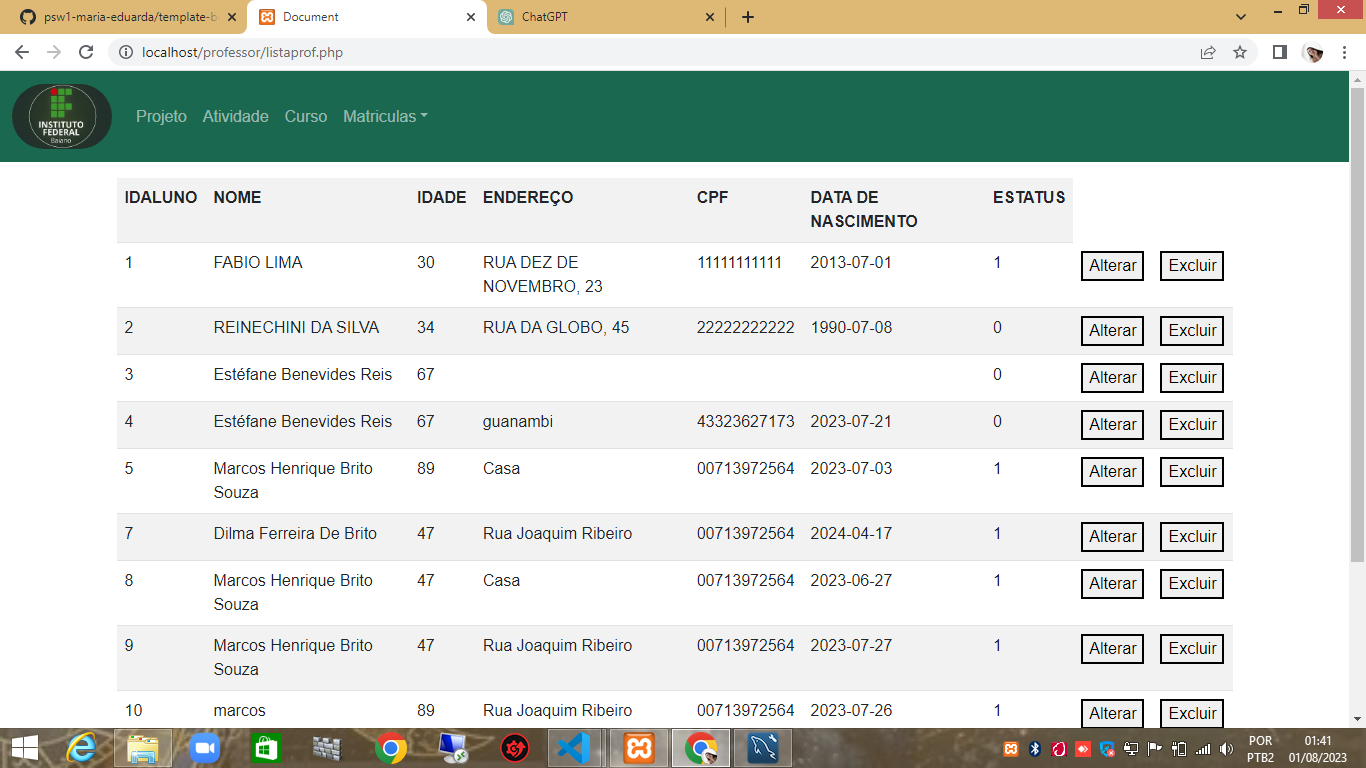 psw1-maria-eduarda/template-b
Document
ChatGPT
localhost/professor/listaprof.php
INSTITUTO
FEDERAL
Baiano
Projeto Atividade Curso Matriculas
IDALUNO NOME IDADE ENDEREÇO CPF DATA DE ESTATUS
NASCIMENTO
1 FABIO LIMA 30 RUA DEZ DE 11111111111 2013-07-01 1 Alterar Excluir
NOVEMBRO, 23
2 REINECHINI DA SILVA 34 RUA DA GLOBO, 45 22222222222 1990-07-08 0 Alterar Excluir
3 Estéfane Benevides Reis 67 0 Alterar Excluir
4 Estéfane Benevides Reis 67 guanambi 43323627173 2023-07-21 0 Alterar Excluir
5 Marcos Henrique Brito 89 Casa 00713972564 2023-07-03 1 Alterar Excluir
Souza
7 Dilma Ferreira De Brito 47 Rua Joaquim Ribeiro 00713972564 2024-04-17 1 Alterar Excluir
8 Marcos Henrique Brito 47 Casa 00713972564 2023-06-27 1 Alterar Excluir
Souza
9 Marcos Henrique Brito 47 Rua Joaquim Ribeiro 00713972564 2023-07-27 1 Alterar Excluir
Souza
10 marcos 89 Rua Joaquim Ribeiro 00713972564 2023-07-26 1 Alterar Excluir
POR 01:41
PTB2 01/08/2023